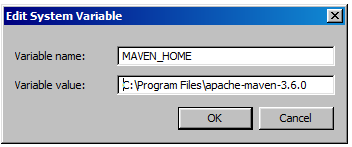 Edit System Variable
Variable name: MAVEN_HOME
Variable value: C:\Program Files\apache-maven-3.6.0
OK Cancel